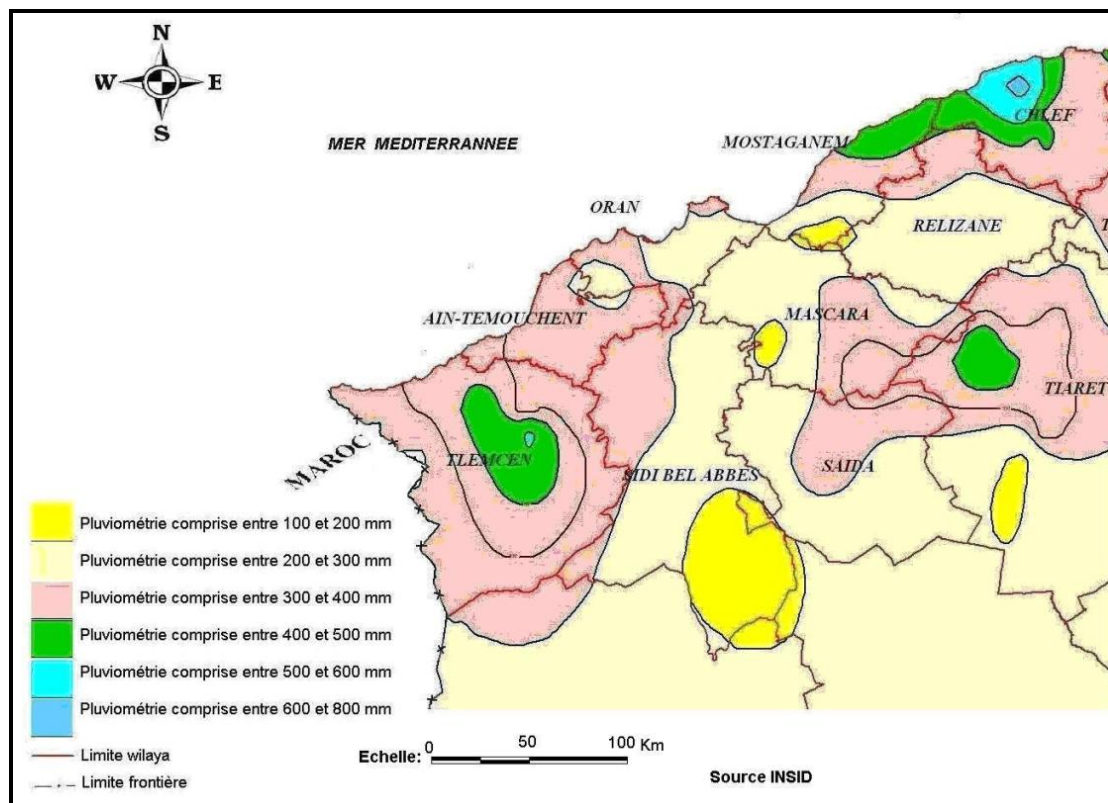 N
W E
S
MER MEDITERRANNEE
CHLEF
MOSTAGANEM
ORAN
RELIZANE
T
AIN-TEMOUCHENT
MASCARA
TIARET
MAROC
TLEMCEN
SIDI BEL ABBES
SAIDA
Pluviométrie comprise entre 100 et 200 mm
Pluviométrie comprise entre 200 et 300 mm
Pluviométrie comprise entre 300 et 400 mm
Pluviométrie comprise entre 400 et 500 mm
Pluviométrie comprise entre 500 et 600 mm
Pluviométrie comprise entre 600 et 800 mm
Limite wilaya
Limite frontière
Echelle: 0 50 100 Km
Source INSID